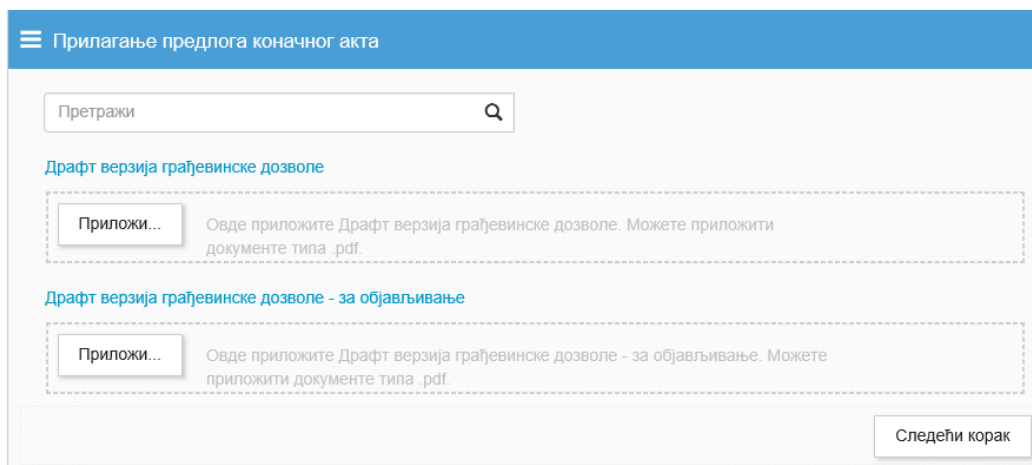 Прилагање предлога коначног акта
Претражи
Драфт верзија грађевинске дозволе
Приложи...
Овде приложите Драфт верзија грађевинске дозволе. Можете приложити
документе типа .pdf.
Драфт верзија грађевинске дозволе - за објављивање
Приложи...
Овде приложите Драфт верзија грађевинске дозволе - за објављивање. Можете
приложити документе типа .pdf.
Следећи корак